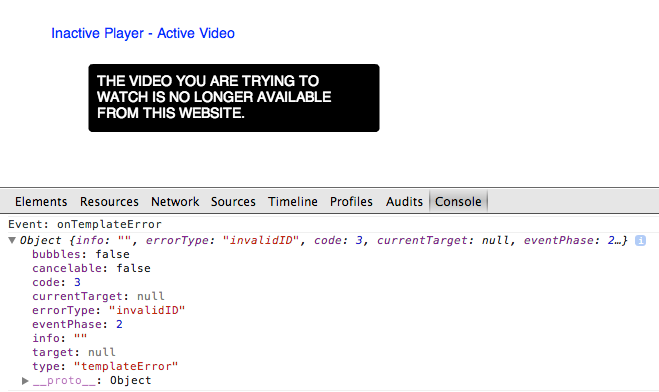 Inactive Player - Active Video
THE VIDEO YOU ARE TRYING TO
WATCH IS NO LONGER AVAILABLE
FROM THIS WEBSITE.
Elements Resources Network Sources Timeline Profiles Audits Console
Event: onTemplateError
▼ Object {info: "", errorType: "invalidID", code: 3, currentTarget: null, eventPhase: 2…} i
bubbles: false
cancelable: false
code: 3
currentTarget: null
errorType: "invalidID"
eventPhase: 2
info: ""
target: null
type: "templateError"
▶ __proto__: Object